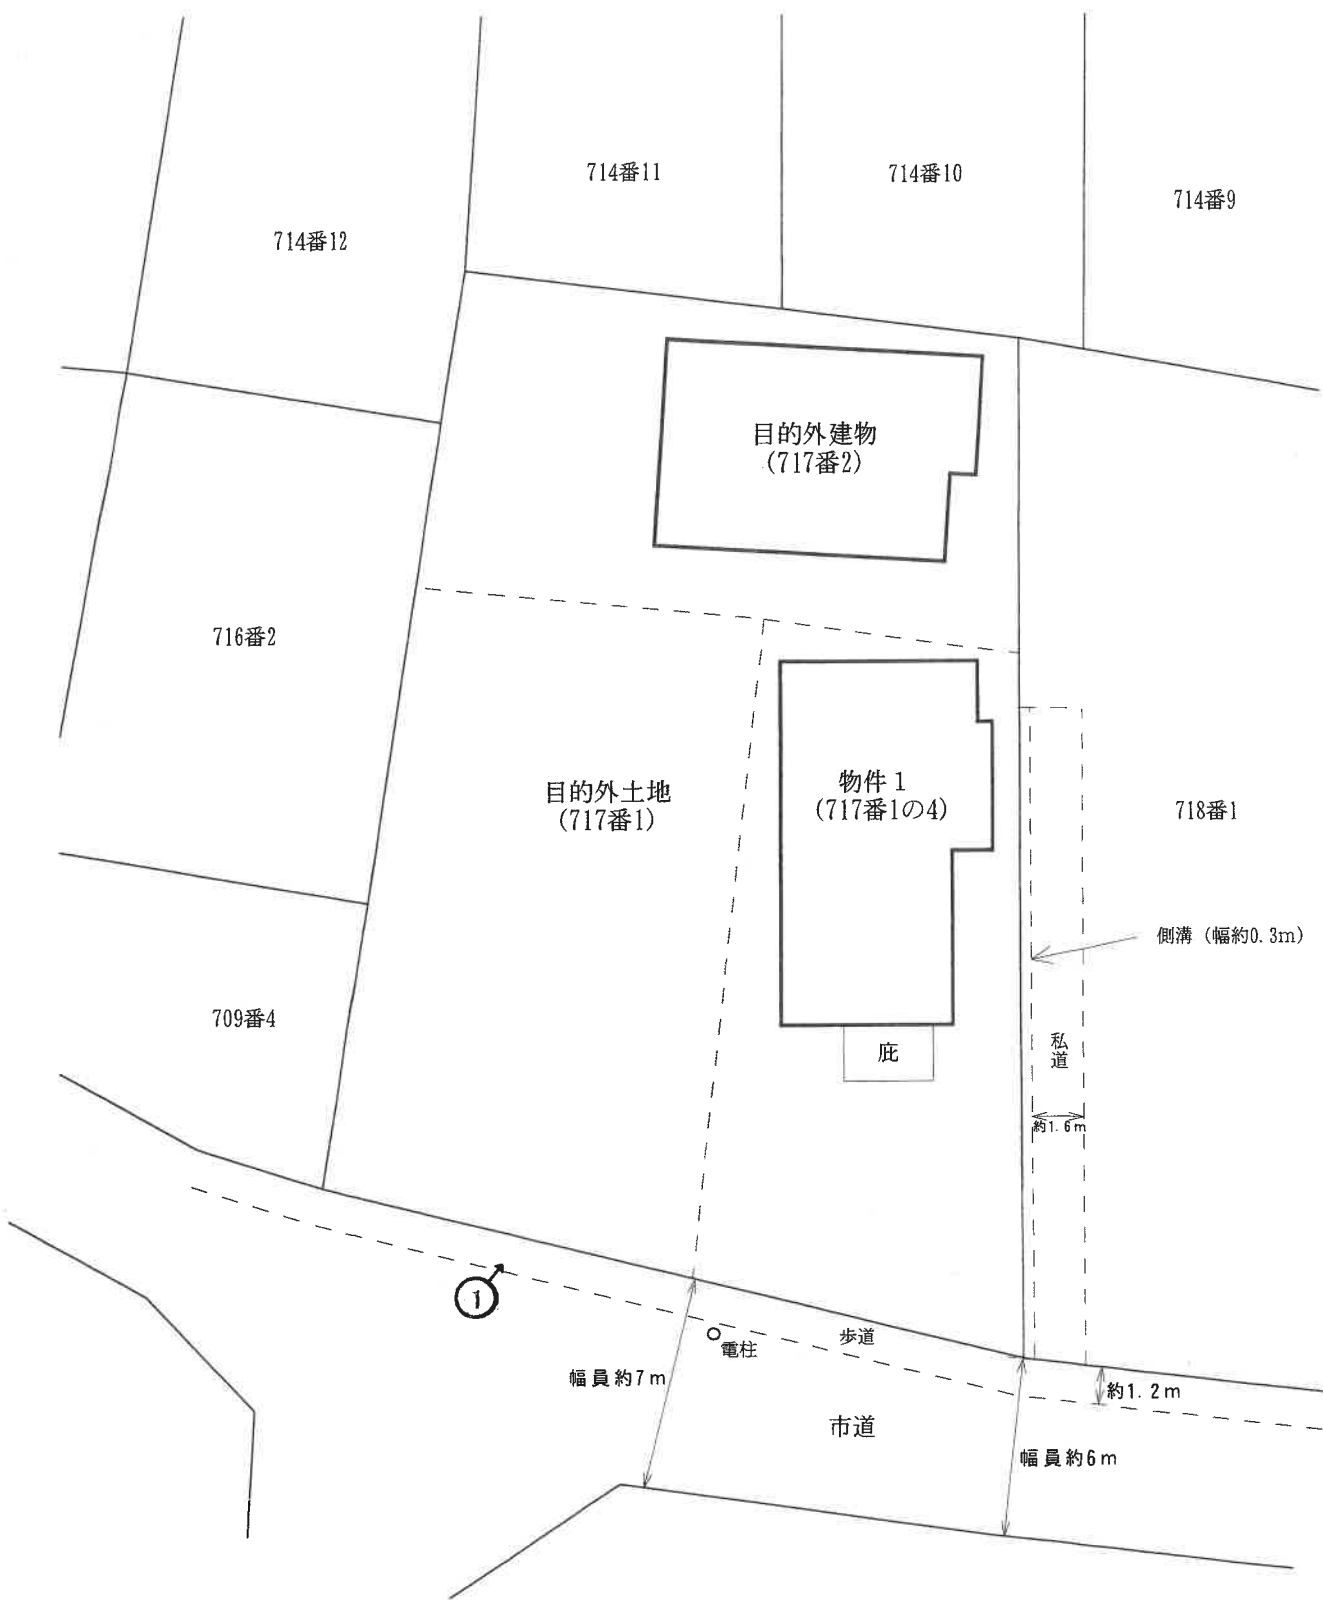 714番11
714番10
714番9
714番12
目的外建物
(717番2)
716番2
目的外土地
(717番1)
物件1
(717番1の4)
718番1
側溝 (幅約0.3m)
709番4
庇
私道
約1.6m
1
歩道
電柱
幅員約7m
約1.2m
市道
幅員約6m